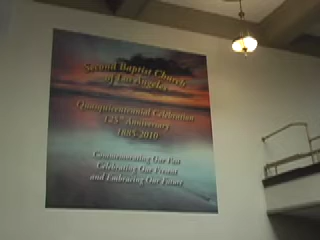 Second Baptist Church
of Los Angeles
Quasquicentennial Celebration
125th Anniversary
1885-2010
Commemorating Our Past
Celebrating Our Present
and Embracing Our Future